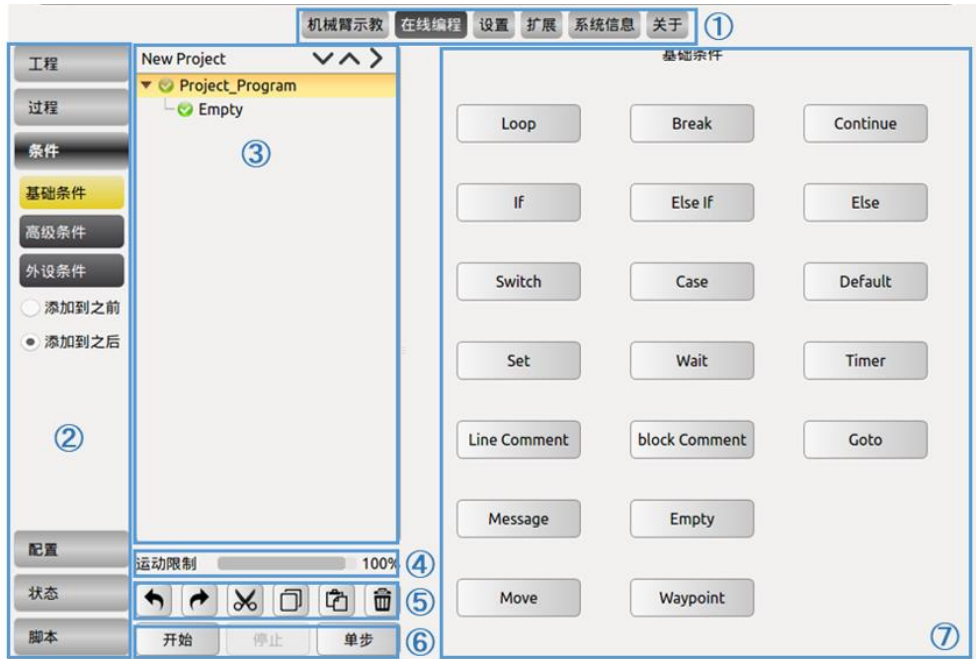 机械臂示教 在线编程 设置 扩展 系统信息 关于 ①
工程
过程
条件
基础条件
高级条件
外设条件
添加到之前
添加到之后
②
配置
状态
脚本
New Project
Project_Program
Empty
③
运动限制 100% ④
⑤
开始 停止 单步 ⑥
基础条件
Loop Break Continue
If Else If Else
Switch Case Default
Set Wait Timer
Line Comment block Comment Goto
Message Empty
Move Waypoint
⑦